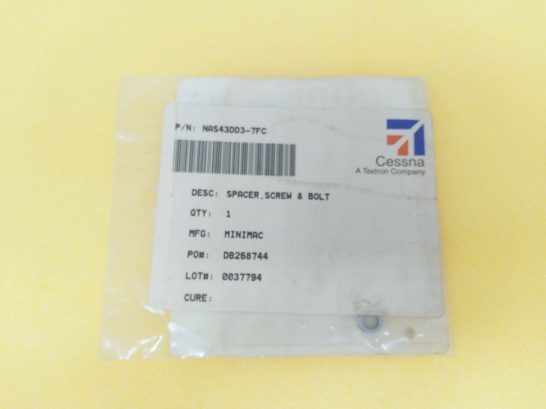 P/N: NAS43DD3-7FC
Cessna
A Textron Company
DESC: SPACER,SCREW & BOLT
QTY: 1
MFG: MINIMAC
PO#: DB268744
LOT#: 0037794
CURE: